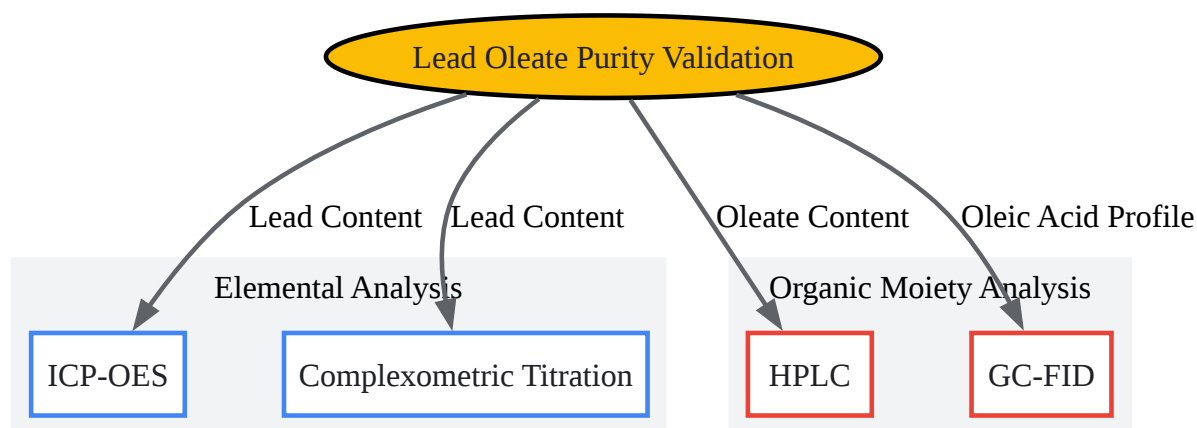 Lead Oleate Purity Validation
Lead Content
Lead Content
Oleate Content
Oleic Acid Profile
Elemental Analysis
Organic Moiety Analysis
ICP-OES
Complexometric Titration
HPLC
GC-FID